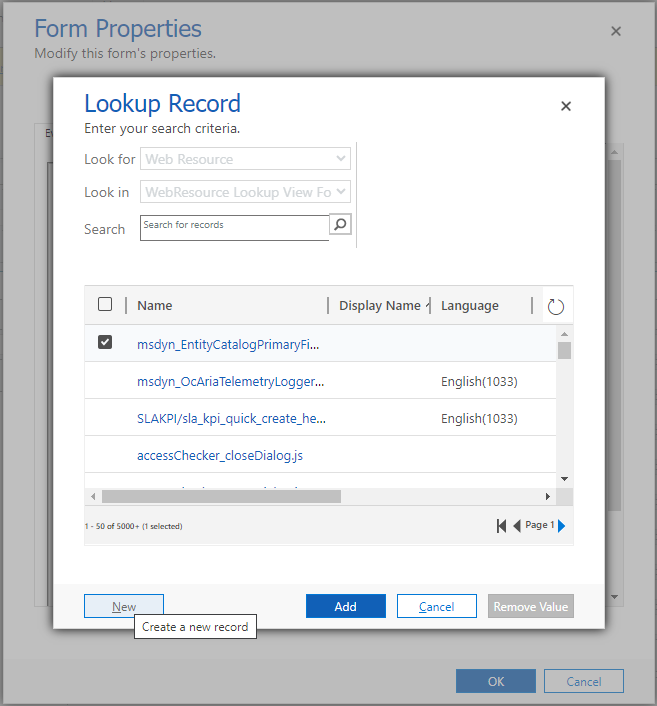 Form Properties
Modify this form's properties.
Lookup Record
Enter your search criteria.
Look for Web Resource
Look in WebResource Lookup View Fo
Search Search for records
Name Display Name Language
msdyn_EntityCatalogPrimaryFi...
msdyn_OcAriaTelemetryLogger... English(1033)
SLAKPI/sla_kpi_quick_create_he... English(1033)
accessChecker_closeDialog.js
1 - 50 of 5000+ (1 selected) Page 1
New Add Cancel Remove Value
Create a new record
OK Cancel